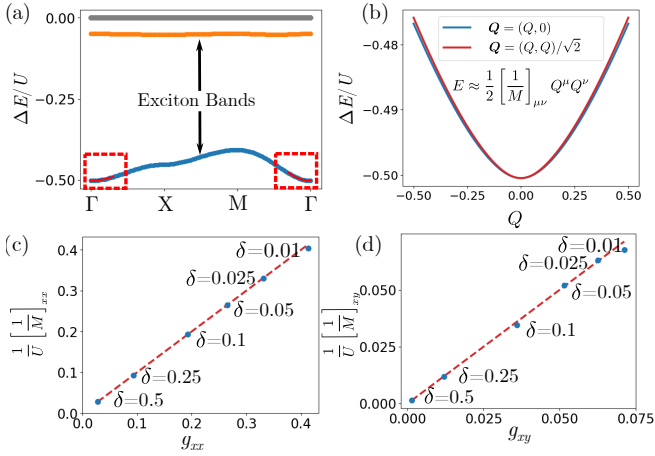 (a)
0.00
−0.25
−0.50
ΔE/U
Exciton Bands
Γ X M Γ
(b)
−0.48
−0.49
−0.50
ΔE/U
Q = (Q, 0)
Q = (Q, Q)/√2
E ≈ 1/2 [1/M]_{μν} Q^μ Q^ν
−0.50 −0.25 0.00 0.25 0.50
Q
(c)
0.4
0.3
0.2
0.1
0.0
1/U [1/M]_{xx}
δ=0.01
δ=0.025
δ=0.05
δ=0.1
δ=0.25
δ=0.5
0.0 0.1 0.2 0.3 0.4
g_{xx}
(d)
0.050
0.025
0.000
1/U [1/M]_{xy}
δ=0.01
δ=0.025
δ=0.05
δ=0.1
δ=0.25
δ=0.5
0.000 0.025 0.050 0.075
g_{xy}